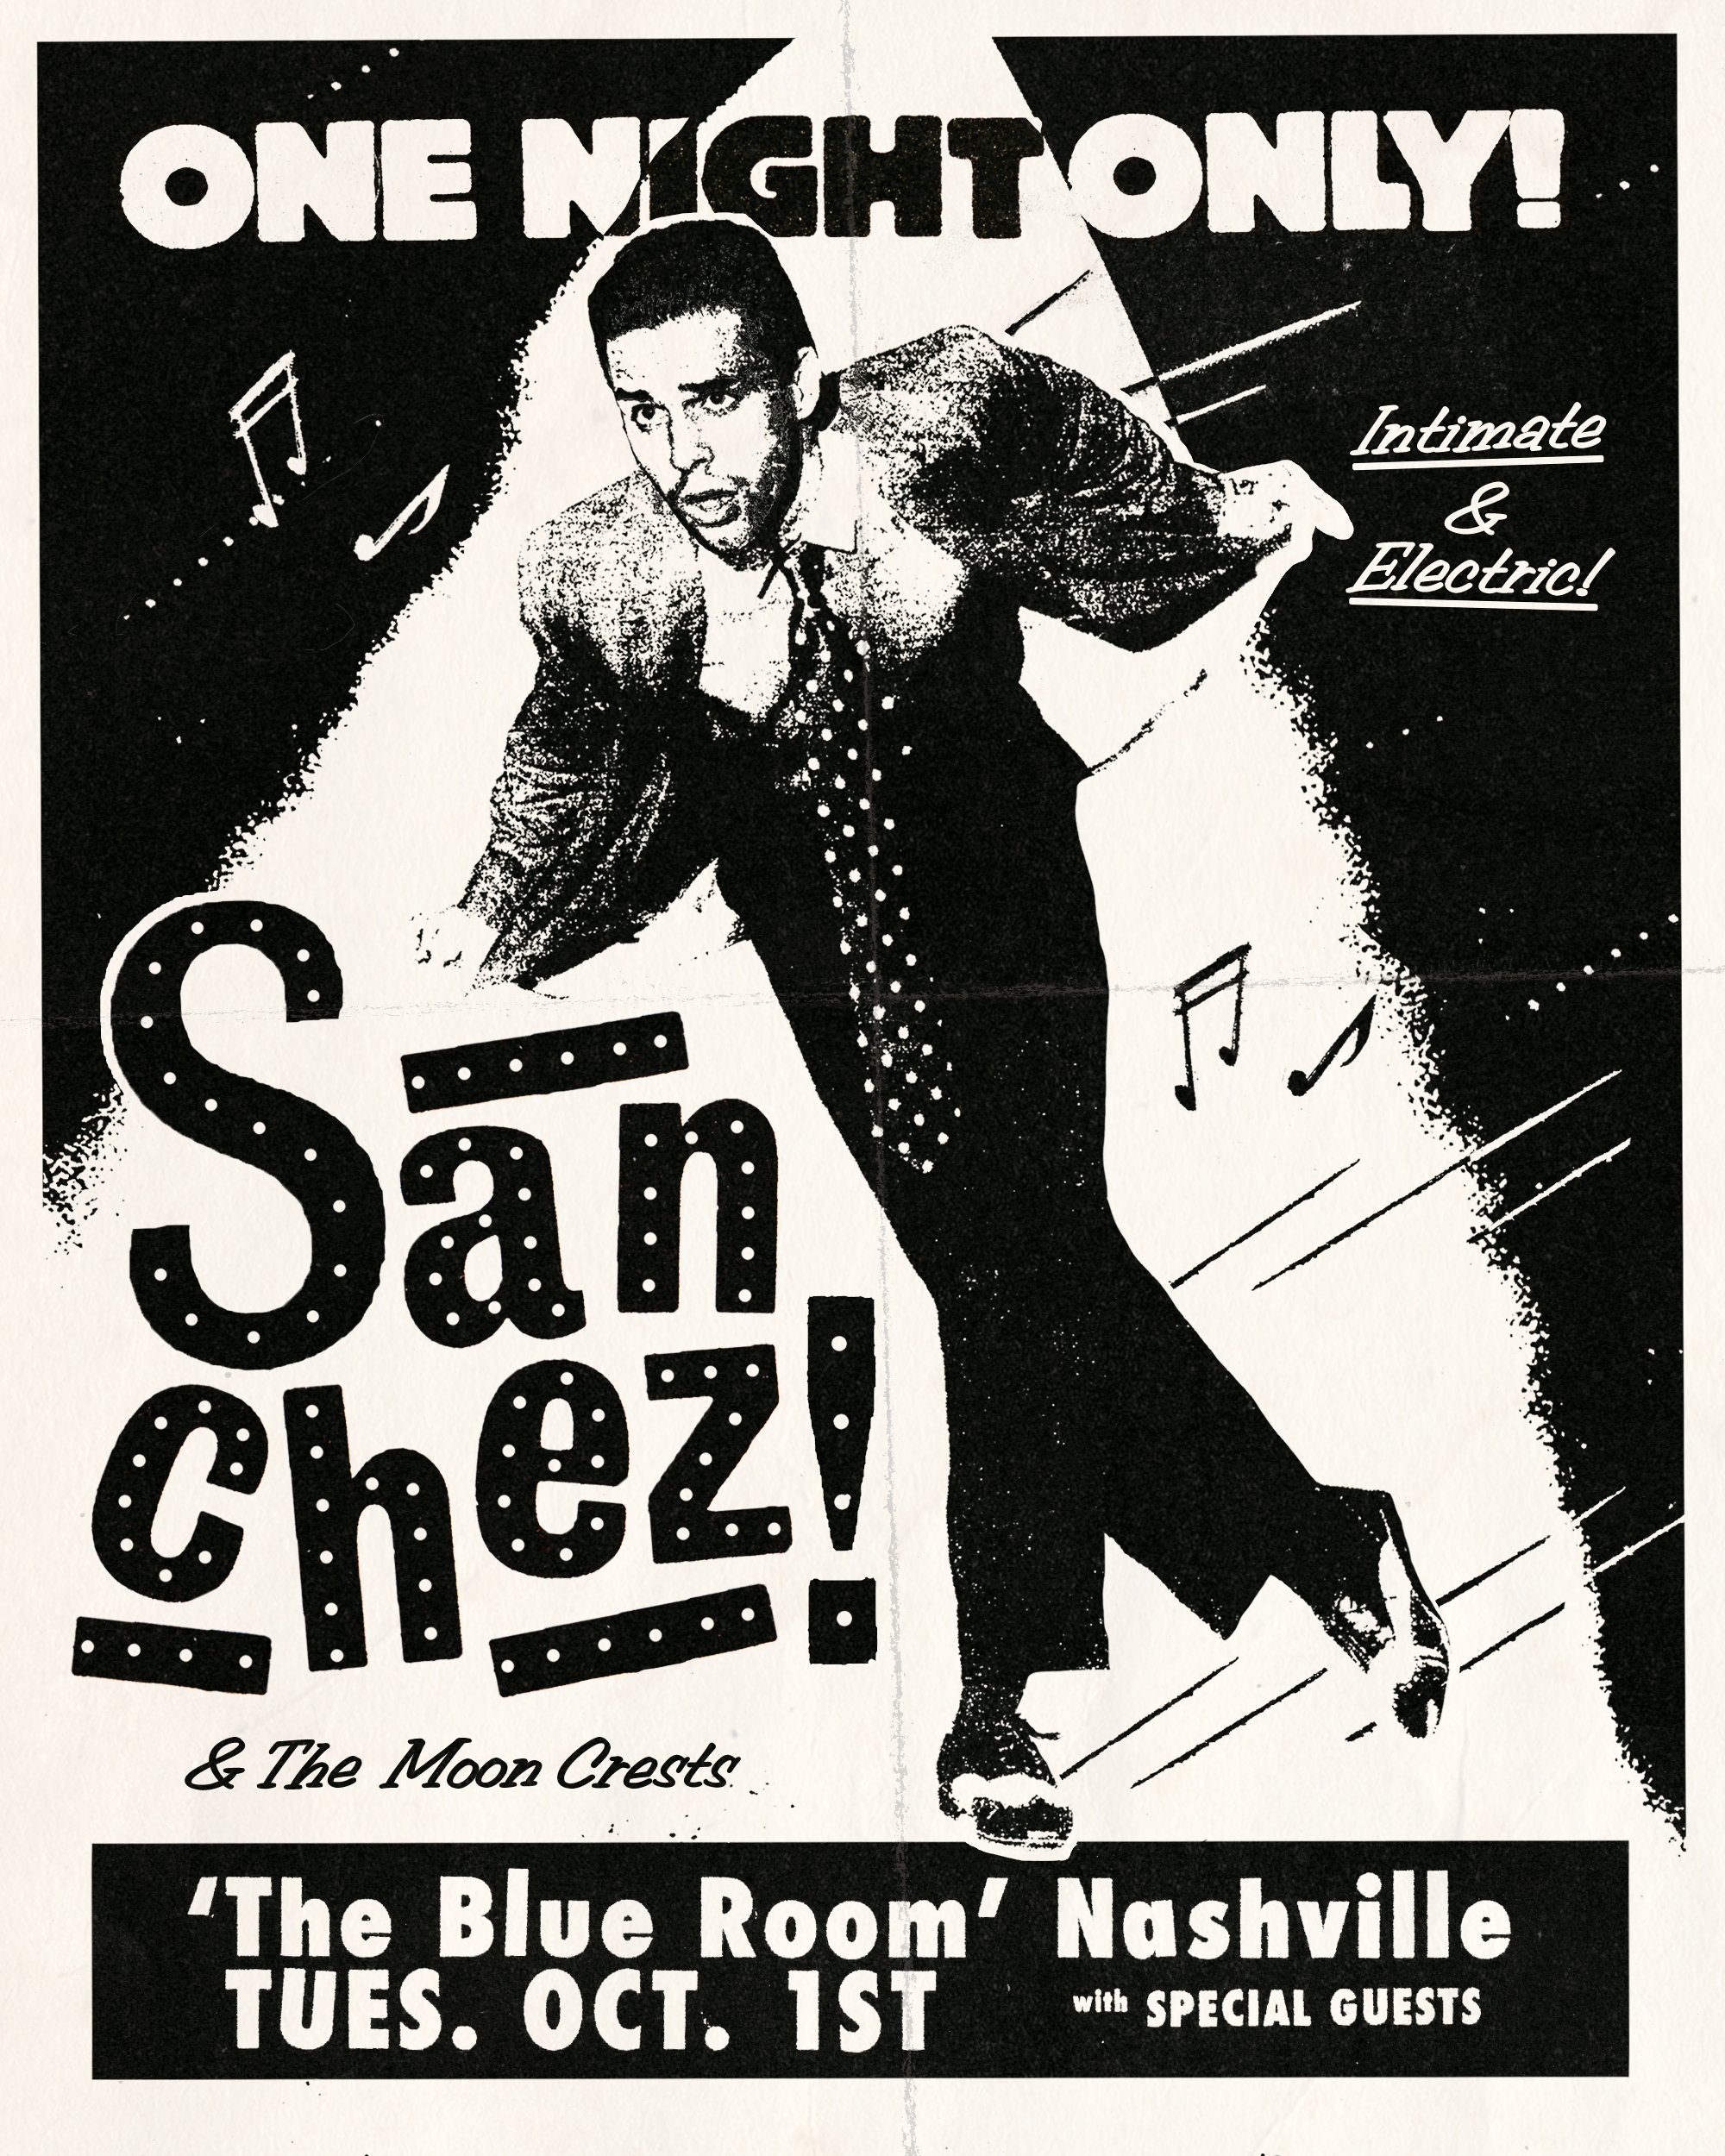 ONE NIGHT ONLY!
Intimate
&
Electric!
San
chez!
& The Moon Crests
‘The Blue Room’ Nashville
TUES. OCT. 1ST with SPECIAL GUESTS